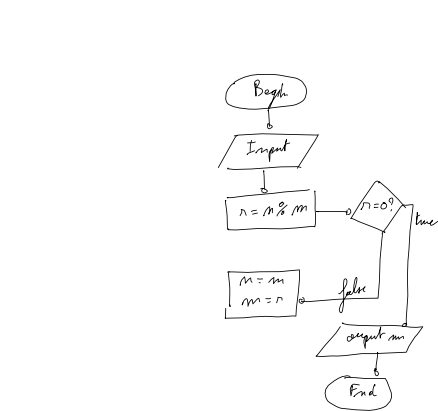 Begin
Input
r = n % m
r=0?
true
n = m
m = r
false
output m
End